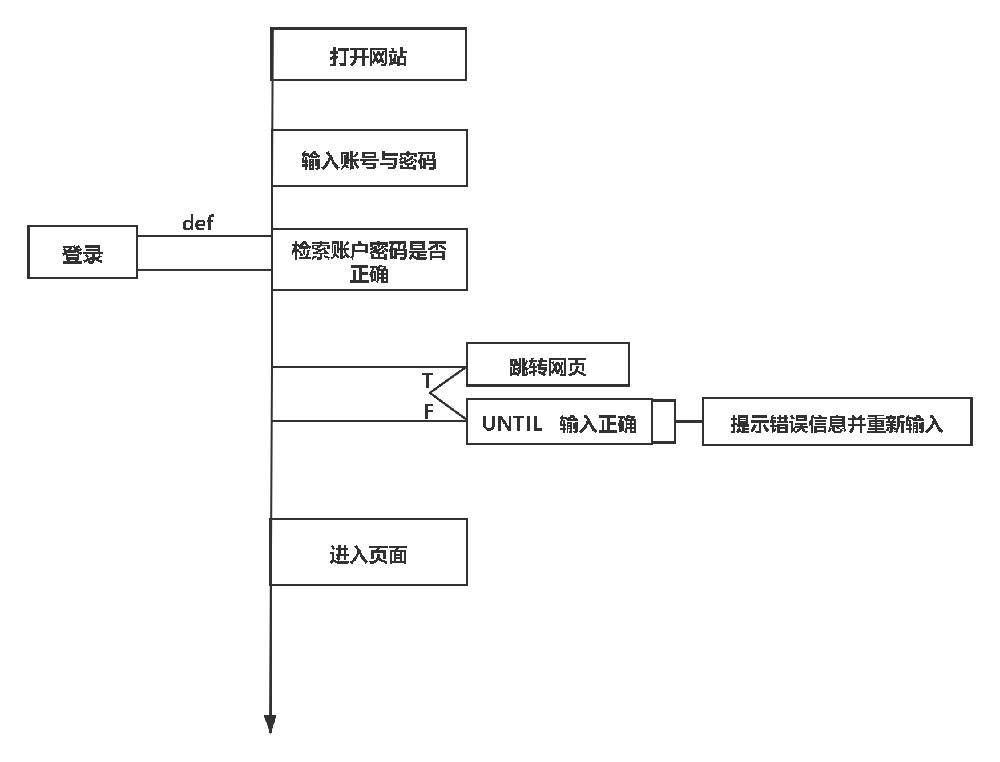 打开网站
输入账号与密码
def
登录
检索账户密码是否
正确
跳转网页
T
F
UNTIL 输入正确
提示错误信息并重新输入
进入页面